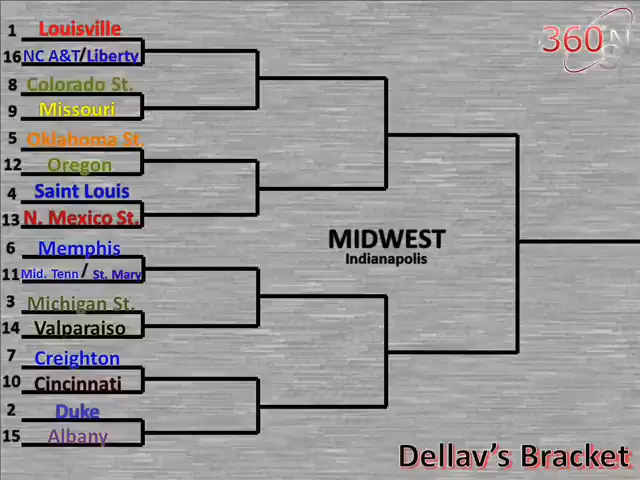 1 Louisville
16 NC A&T/Liberty
8 Colorado St.
9 Missouri
5 Oklahoma St.
12 Oregon
4 Saint Louis
13 N. Mexico St.
6 Memphis
11 Mid. Tenn / St. Mary
3 Michigan St.
14 Valparaiso
7 Creighton
10 Cincinnati
2 Duke
15 Albany
MIDWEST
Indianapolis
360 NS
Dellav's Bracket